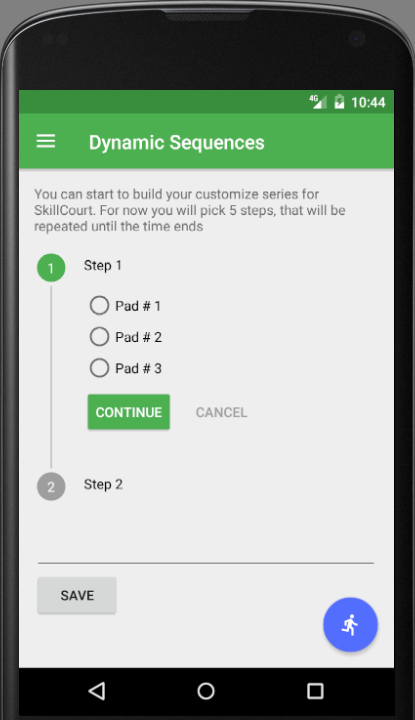 4G 10:44
Dynamic Sequences
You can start to build your customize series for
SkillCourt. For now you will pick 5 steps, that will be
repeated until the time ends
1 Step 1
Pad # 1
Pad # 2
Pad # 3
CONTINUE CANCEL
2 Step 2
SAVE